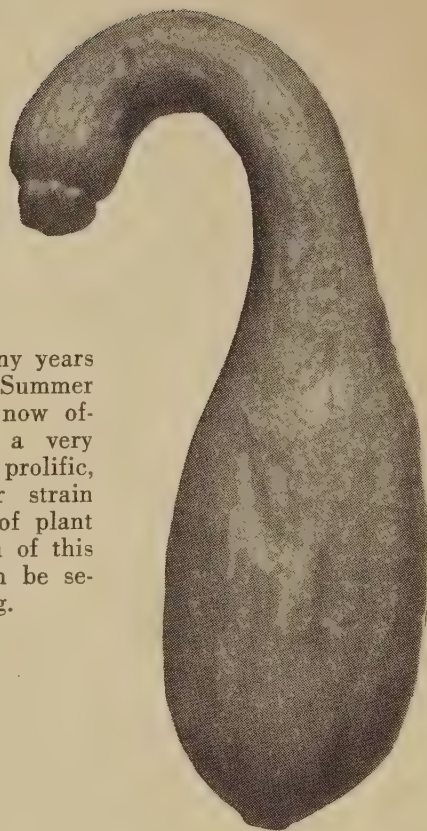 ny years
Summer
now of-
a very
prolific,
r strain
of plant
n of this
n be se-
g.